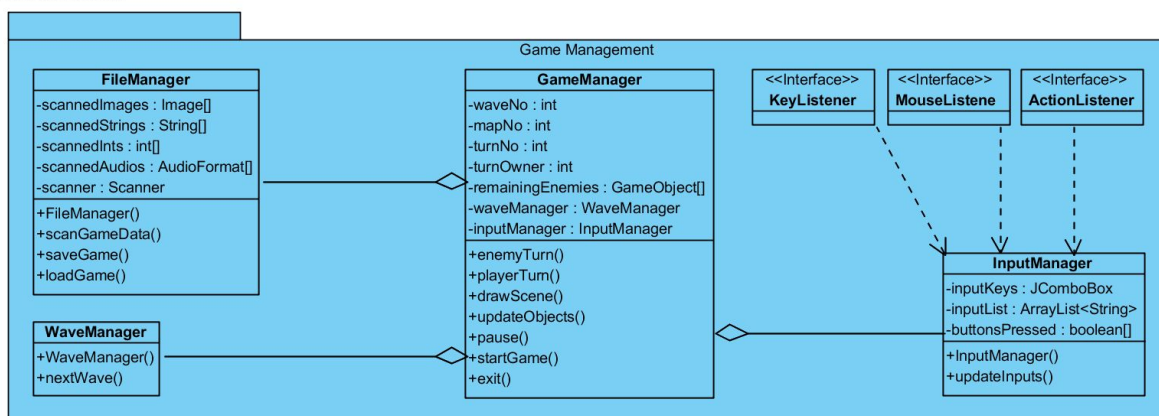 Game Management
FileManager
-scannedImages : Image[]
-scannedStrings : String[]
-scannedInts : int[]
-scannedAudios : AudioFormat[]
-scanner : Scanner
+FileManager()
+scanGameData()
+saveGame()
+loadGame()
WaveManager
+WaveManager()
+nextWave()
GameManager
-waveNo : int
-mapNo : int
-turnNo : int
-turnOwner : int
-remainingEnemies : GameObject[]
-waveManager : WaveManager
-inputManager : InputManager
+enemyTurn()
+playerTurn()
+drawScene()
+updateObjects()
+pause()
+startGame()
+exit()
<<Interface>>
KeyListener
<<Interface>>
MouseListene
<<Interface>>
ActionListener
InputManager
-inputKeys : JComboBox
-inputList : ArrayList<String>
-buttonsPressed : boolean[]
+InputManager()
+updateInputs()